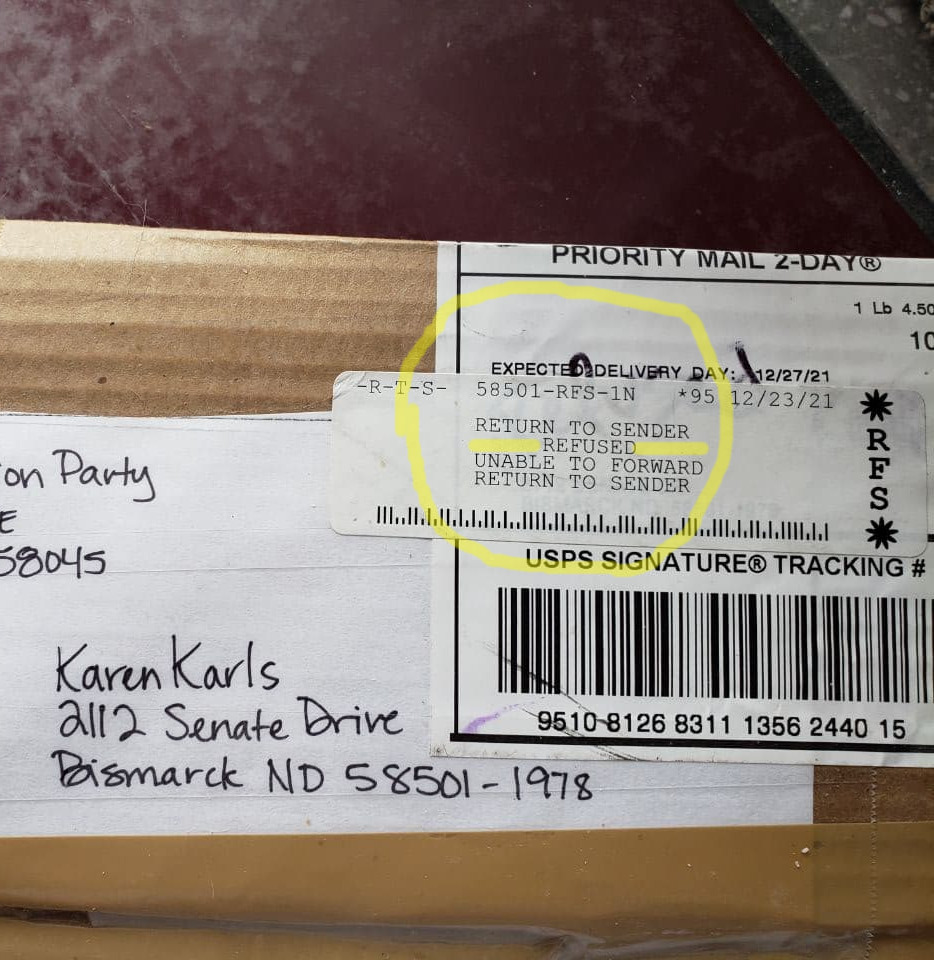 PRIORITY MAIL 2-DAY®
1 Lb 4.50
10
EXPECTED DELIVERY DAY: 12/27/21
-R-T-S- 58501-RFS-1N *95 12/23/21
RETURN TO SENDER
REFUSED
UNABLE TO FORWARD
RETURN TO SENDER
*RFS*
on Party
E
58045
USPS SIGNATURE® TRACKING #
9510 8126 8311 1356 2440 15
Karen Karls
2112 Senate Drive
Bismarck ND 58501-1978